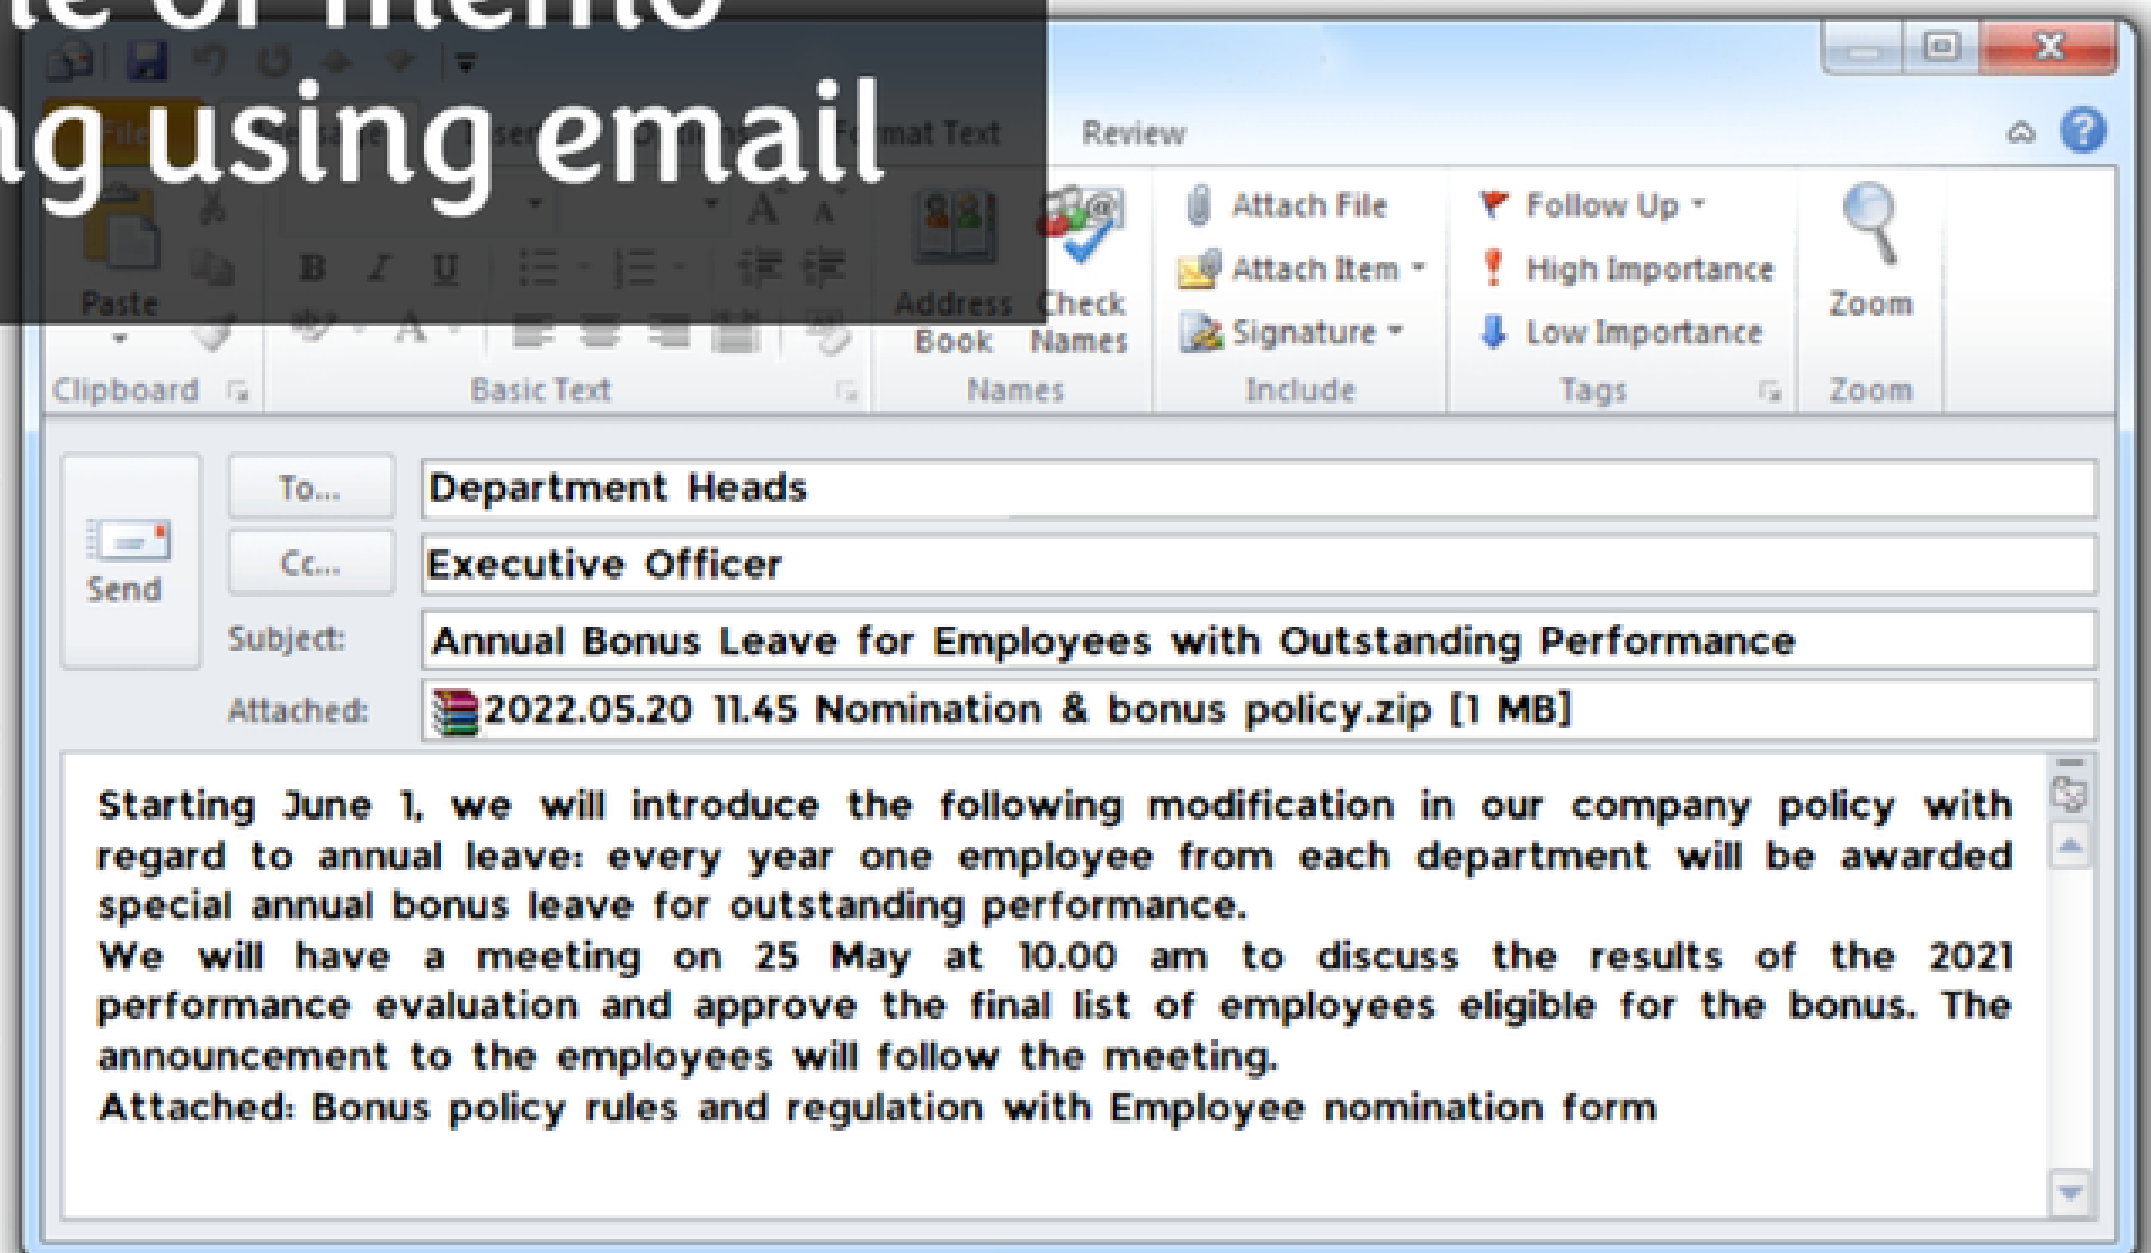 le of memo
ng using email
File
Format Text
Review
Paste
Clipboard
B I U
Basic Text
Address Book
Check Names
Names
Attach File
Attach Item
Signature
Include
Follow Up
High Importance
Low Importance
Tags
Zoom
Zoom
Send
To...
Department Heads
Cc...
Executive Officer
Subject:
Annual Bonus Leave for Employees with Outstanding Performance
Attached:
2022.05.20 11.45 Nomination & bonus policy.zip [1 MB]
Starting June 1, we will introduce the following modification in our company policy with
regard to annual leave: every year one employee from each department will be awarded
special annual bonus leave for outstanding performance.
We will have a meeting on 25 May at 10.00 am to discuss the results of the 2021
performance evaluation and approve the final list of employees eligible for the bonus. The
announcement to the employees will follow the meeting.
Attached: Bonus policy rules and regulation with Employee nomination form